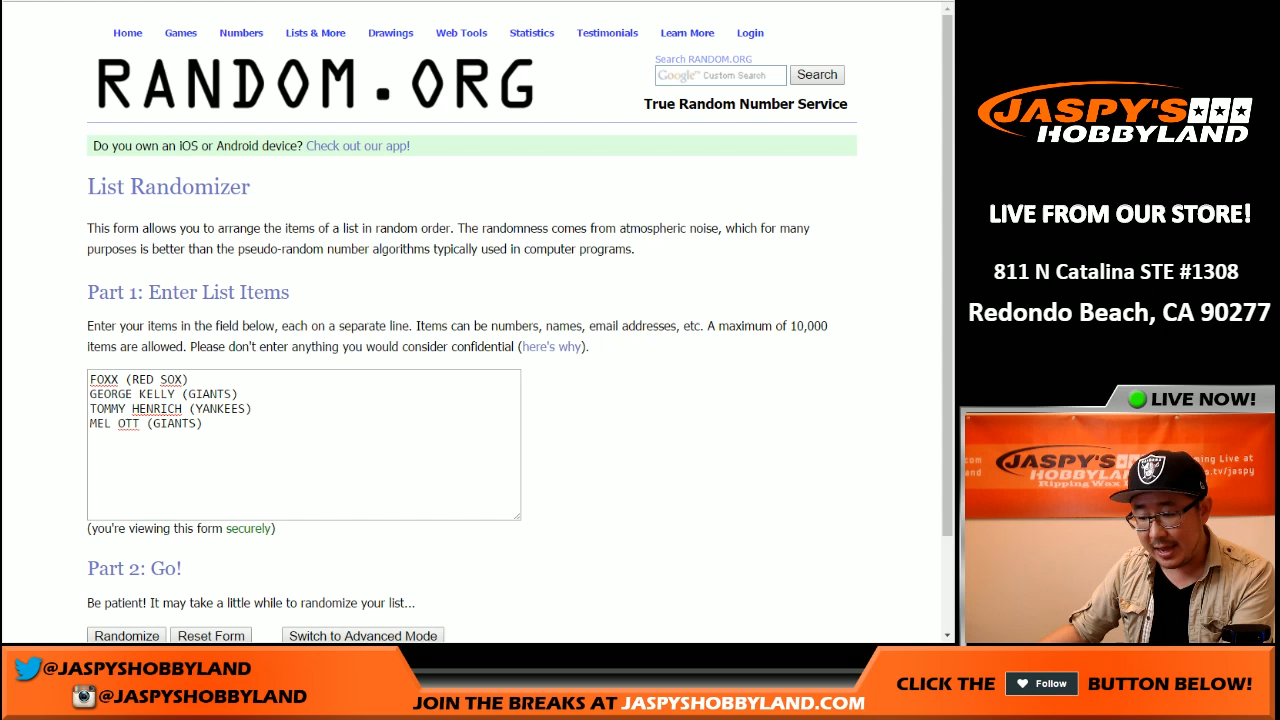 Home Games Numbers Lists & More Drawings Web Tools Statistics Testimonials Learn More Login
RANDOM.ORG
Search RANDOM.ORG
Google™ Custom Search Search
True Random Number Service
Do you own an iOS or Android device? Check out our app!
List Randomizer
This form allows you to arrange the items of a list in random order. The randomness comes from atmospheric noise, which for many
purposes is better than the pseudo-random number algorithms typically used in computer programs.
Part 1: Enter List Items
Enter your items in the field below, each on a separate line. Items can be numbers, names, email addresses, etc. A maximum of 10,000
items are allowed. Please don't enter anything you would consider confidential (here's why).
FOXX (RED SOX)
GEORGE KELLY (GIANTS)
TOMMY HENRICH (YANKEES)
MEL OTT (GIANTS)
(you're viewing this form securely)
Part 2: Go!
Be patient! It may take a little while to randomize your list...
Randomize Reset Form Switch to Advanced Mode
JASPY'S
HOBBYLAND
LIVE FROM OUR STORE!
811 N Catalina STE #1308
Redondo Beach, CA 90277
LIVE NOW!
JASPY'S
HOBBYLAND
Ripping Wax
ming Live at
s.tv/jaspy
@JASPYSHOBBYLAND
@JASPYSHOBBYLAND
JOIN THE BREAKS AT JASPYSHOBBYLAND.COM
CLICK THE Follow BUTTON BELOW!